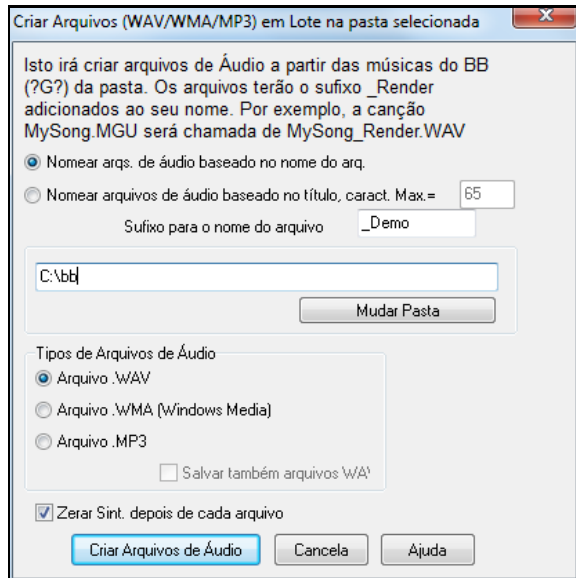 Criar Arquivos (WAV/WMA/MP3) em Lote na pasta selecionada
Isto irá criar arquivos de Áudio a partir das músicas do BB
(?G?) da pasta. Os arquivos terão o sufixo _Render
adicionados ao seu nome. Por exemplo, a canção
MySong.MGU será chamada de MySong_Render.WAV
Nomear arqs. de áudio baseado no nome do arq.
Nomear arquivos de áudio baseado no título, caract. Max.= 65
Sufixo para o nome do arquivo _Demo
C:\bb
Mudar Pasta
Tipos de Arquivos de Áudio
Arquivo .WAV
Arquivo .WMA (Windows Media)
Arquivo .MP3
Salvar também arquivos WA
Zerar Sint. depois de cada arquivo
Criar Arquivos de Áudio Cancela Ajuda